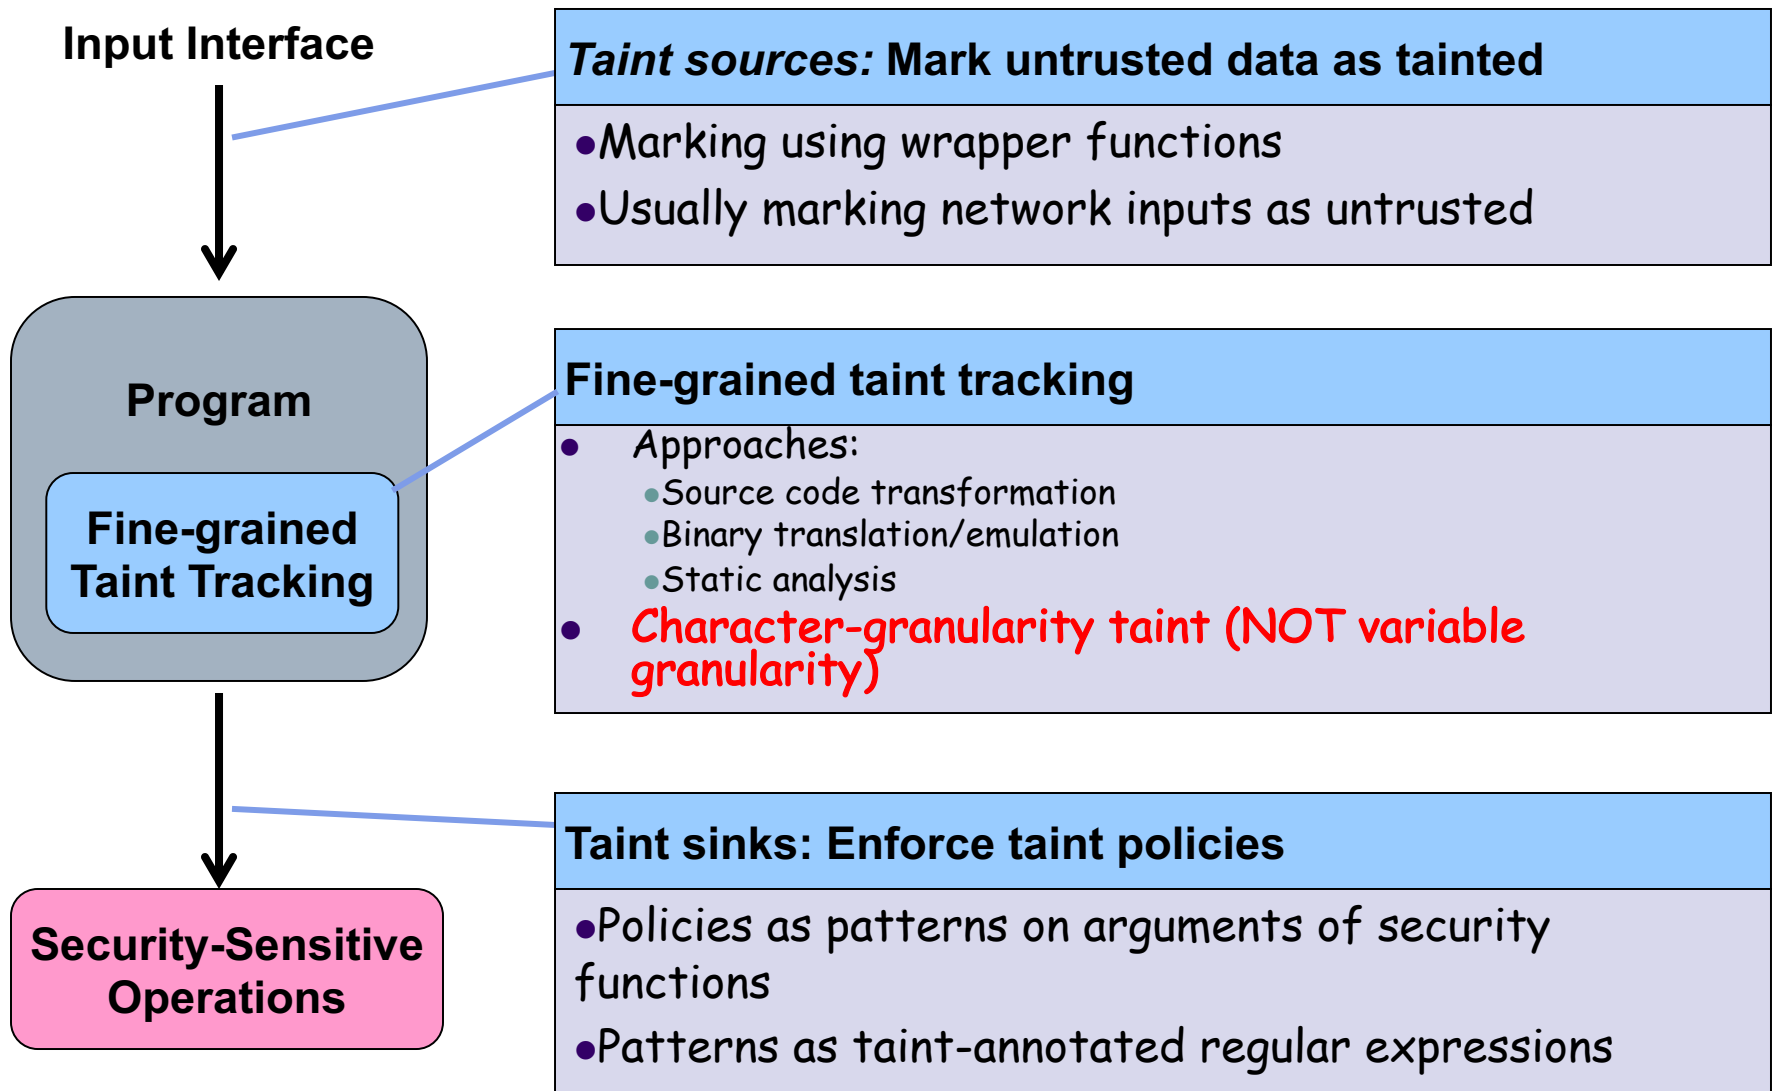 Input Interface
Taint sources: Mark untrusted data as tainted
●Marking using wrapper functions
●Usually marking network inputs as untrusted
Program
Fine-grained
Taint Tracking
Fine-grained taint tracking
● Approaches:
●Source code transformation
●Binary translation/emulation
●Static analysis
● Character-granularity taint (NOT variable
granularity)
Security-Sensitive
Operations
Taint sinks: Enforce taint policies
●Policies as patterns on arguments of security
functions
●Patterns as taint-annotated regular expressions